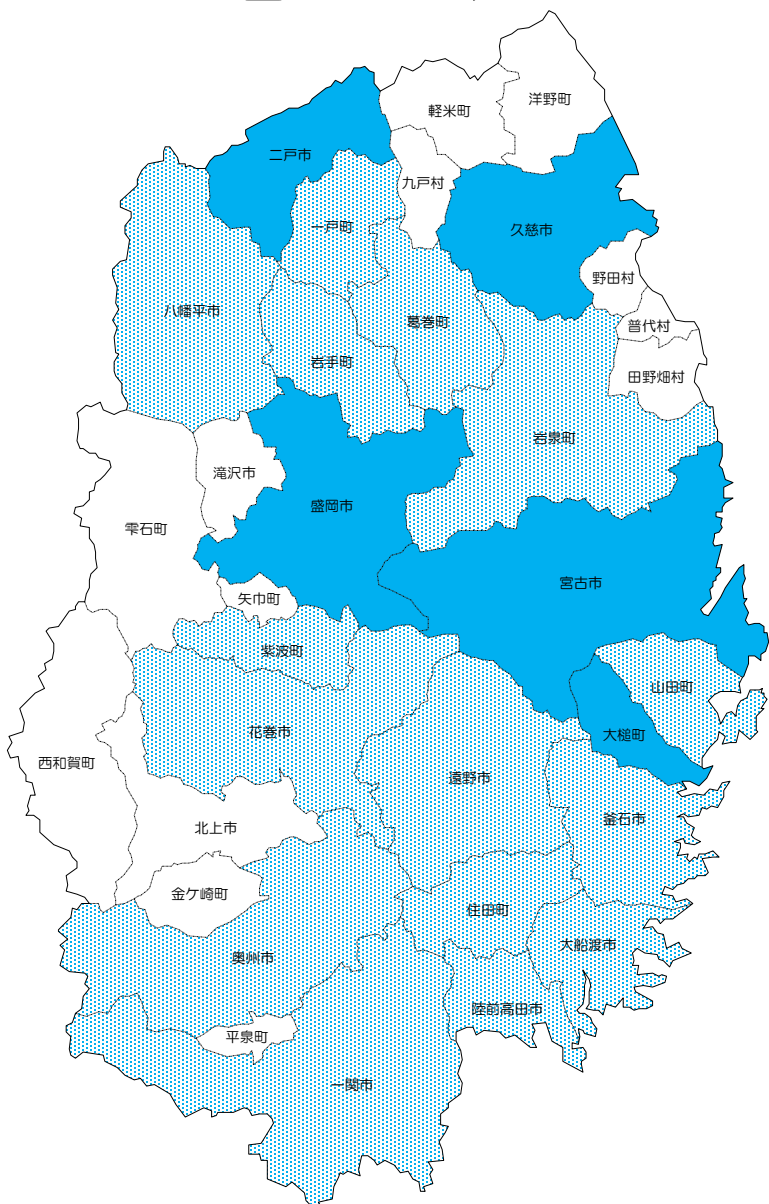 洋野町
軽米町
二戸市
九戸村
一戸町
久慈市
野田村
八幡平市
葛巻町
普代村
岩手町
田野畑村
岩泉町
滝沢市
盛岡市
雫石町
宮古市
矢巾町
紫波町
山田町
花巻市
大槌町
西和賀町
遠野市
釜石市
北上市
金ケ崎町
住田町
大船渡市
奥州市
陸前高田市
平泉町
一関市